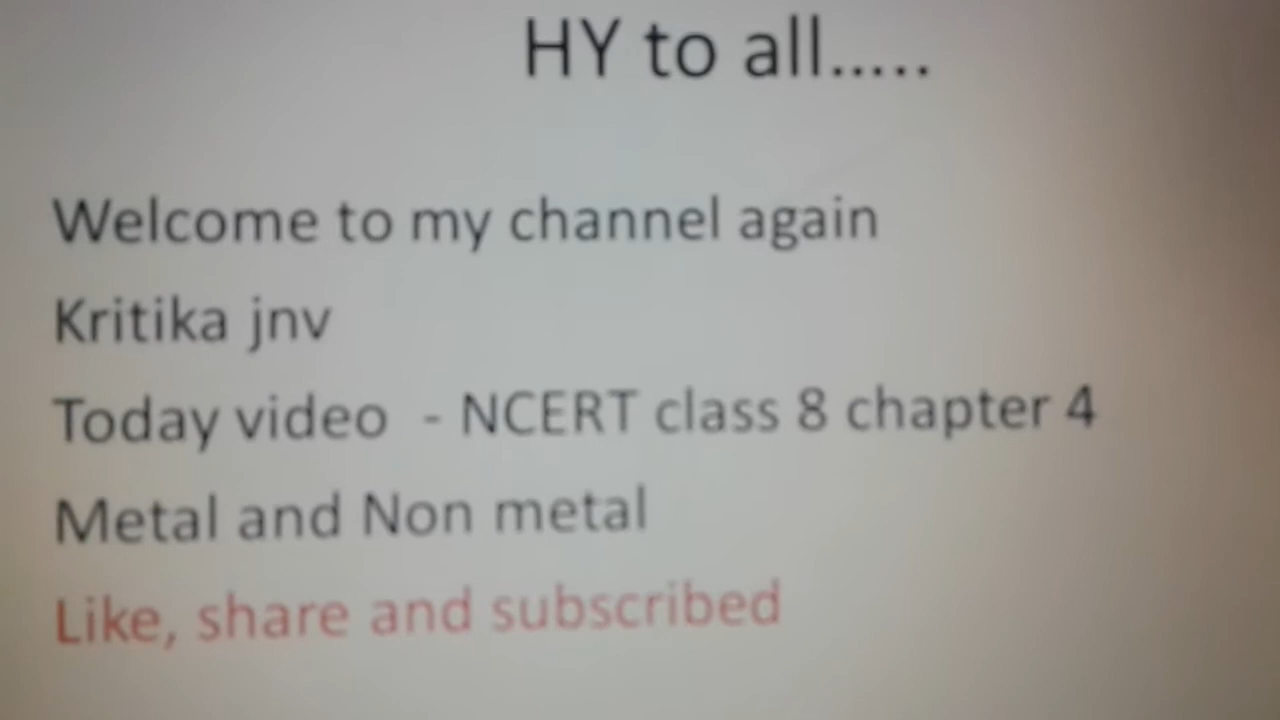 HY to all.....
Welcome to my channel again
Kritika jnv
Today video - NCERT class 8 chapter 4
Metal and Non metal
Like, share and subscribed